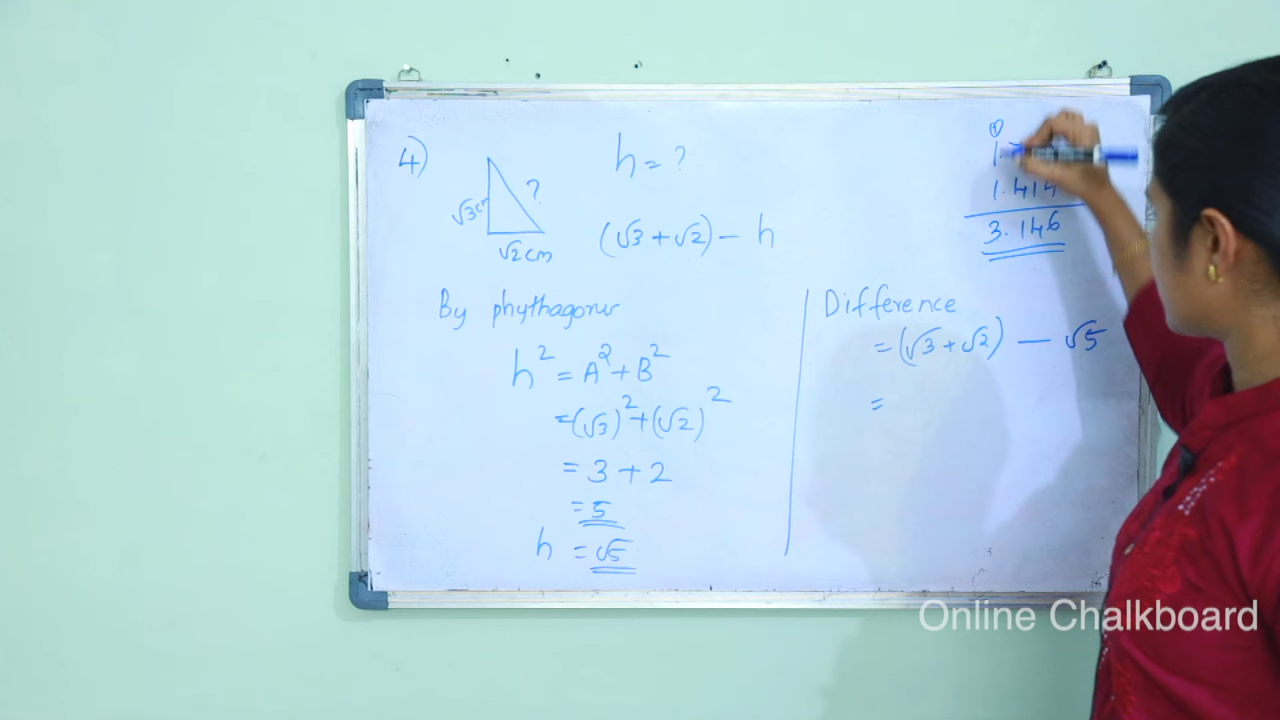 4)
√3cm
?
√2cm
h = ?
(√3 + √2) - h
1.414
3.146
By phythagorus
h² = A² + B²
= (√3)² + (√2)²
= 3 + 2
= 5
h = √5
Difference
= (√3 + √2) - √5
=
Online Chalkboard